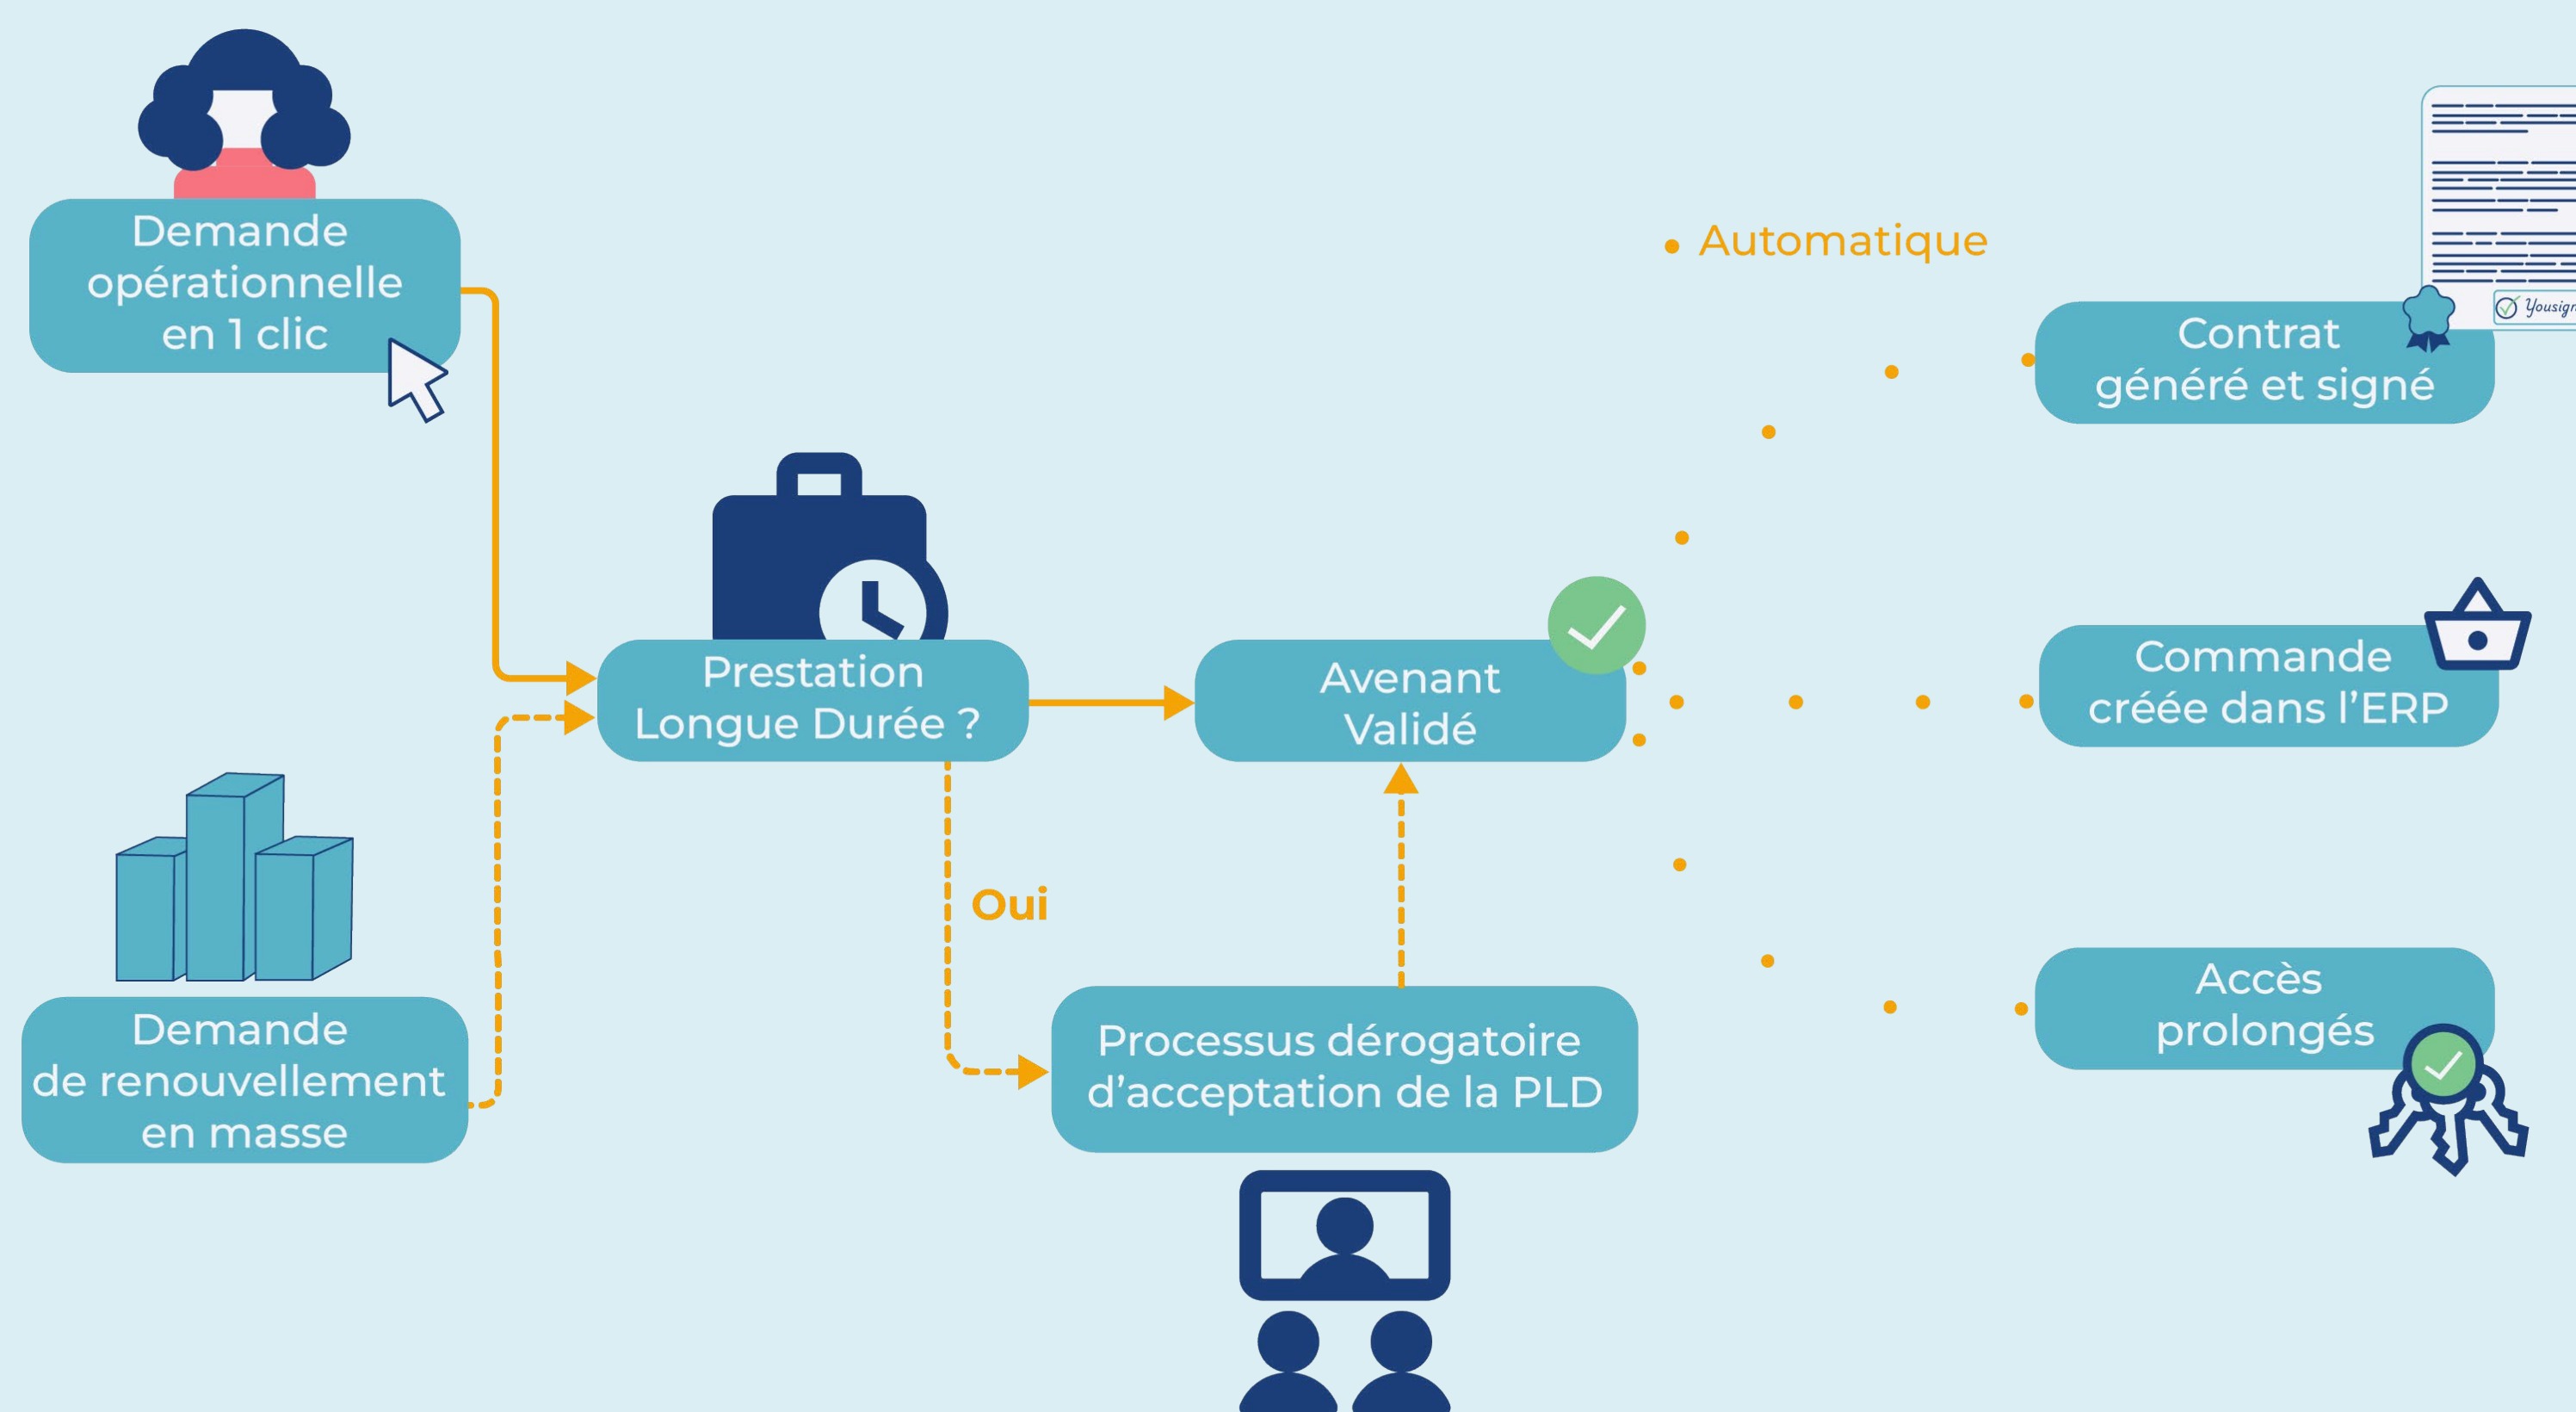 Demande
opérationnelle
en 1 clic
Automatique
Contrat
généré et signé
Yousign
Prestation
Longue Durée ?
Avenant
Validé
Commande
créée dans l’ERP
Oui
Demande
de renouvellement
en masse
Processus dérogatoire
d’acceptation de la PLD
Accès
prolongés